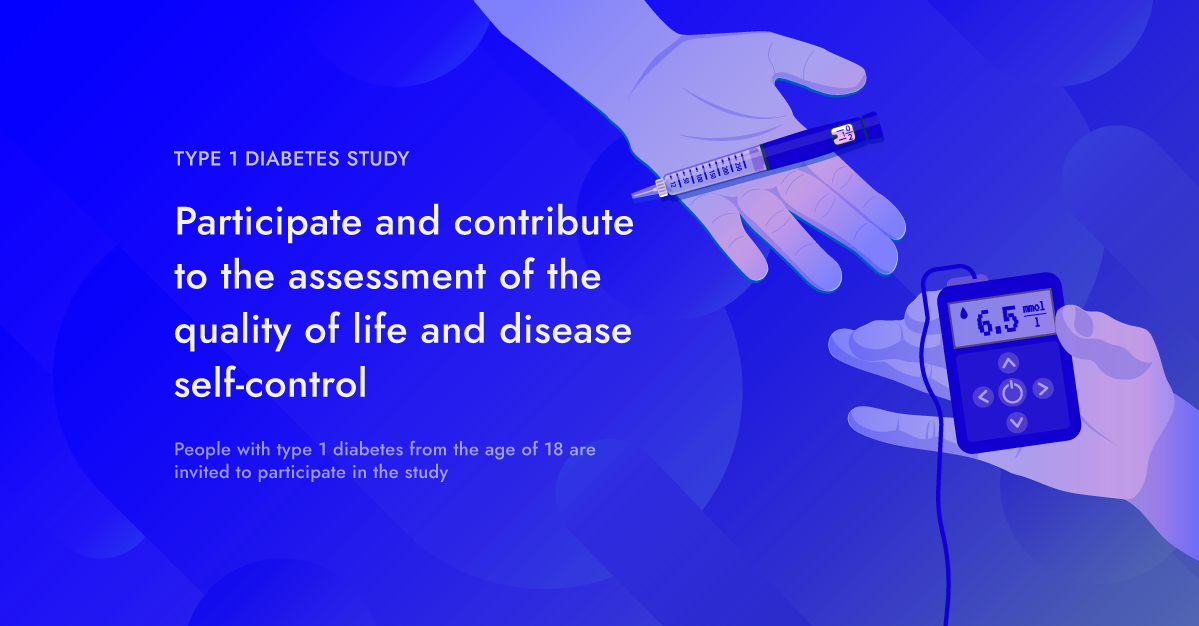 TYPE 1 DIABETES STUDY
Participate and contribute
to the assessment of the
quality of life and disease
self-control
People with type 1 diabetes from the age of 18 are
invited to participate in the study
6.5 mmol
l